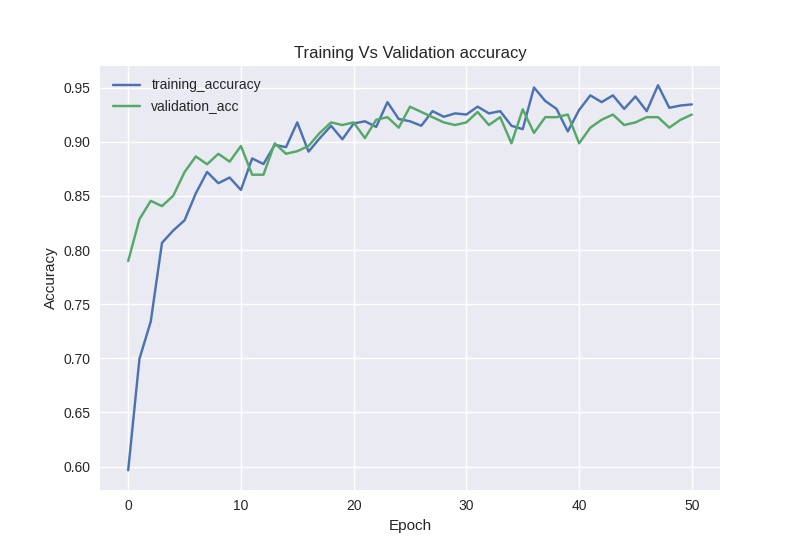 Training Vs Validation accuracy
training_accuracy
validation_acc
0.95
0.90
0.85
0.80
0.75
0.70
0.65
0.60
Accuracy
0 10 20 30 40 50
Epoch